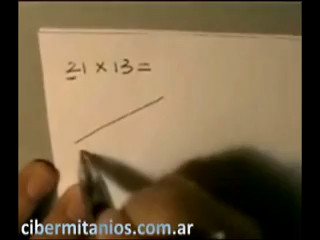 21 × 13 =
cibermitanios.com.ar